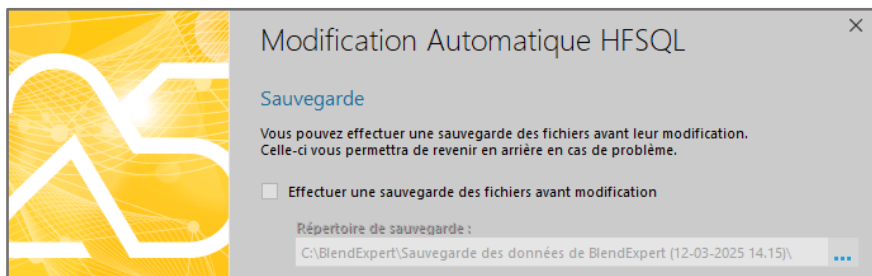 Modification Automatique HFSQL
Sauvegarde
Vous pouvez effectuer une sauvegarde des fichiers avant leur modification.
Celle-ci vous permettra de revenir en arrière en cas de problème.
Effectuer une sauvegarde des fichiers avant modification
Répertoire de sauvegarde :
C:\BlendExpert\Sauvegarde des données de BlendExpert (12-03-2025 14.15)\ ...